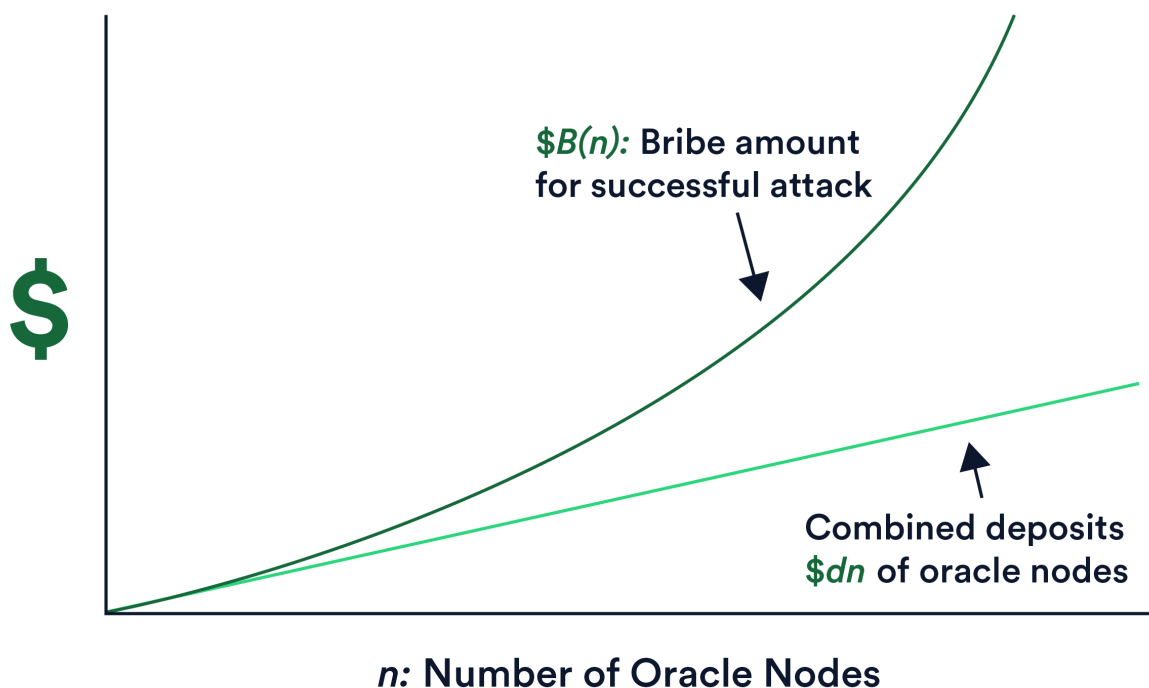 $B(n): Bribe amount
for successful attack
$
Combined deposits
$dn of oracle nodes
n: Number of Oracle Nodes